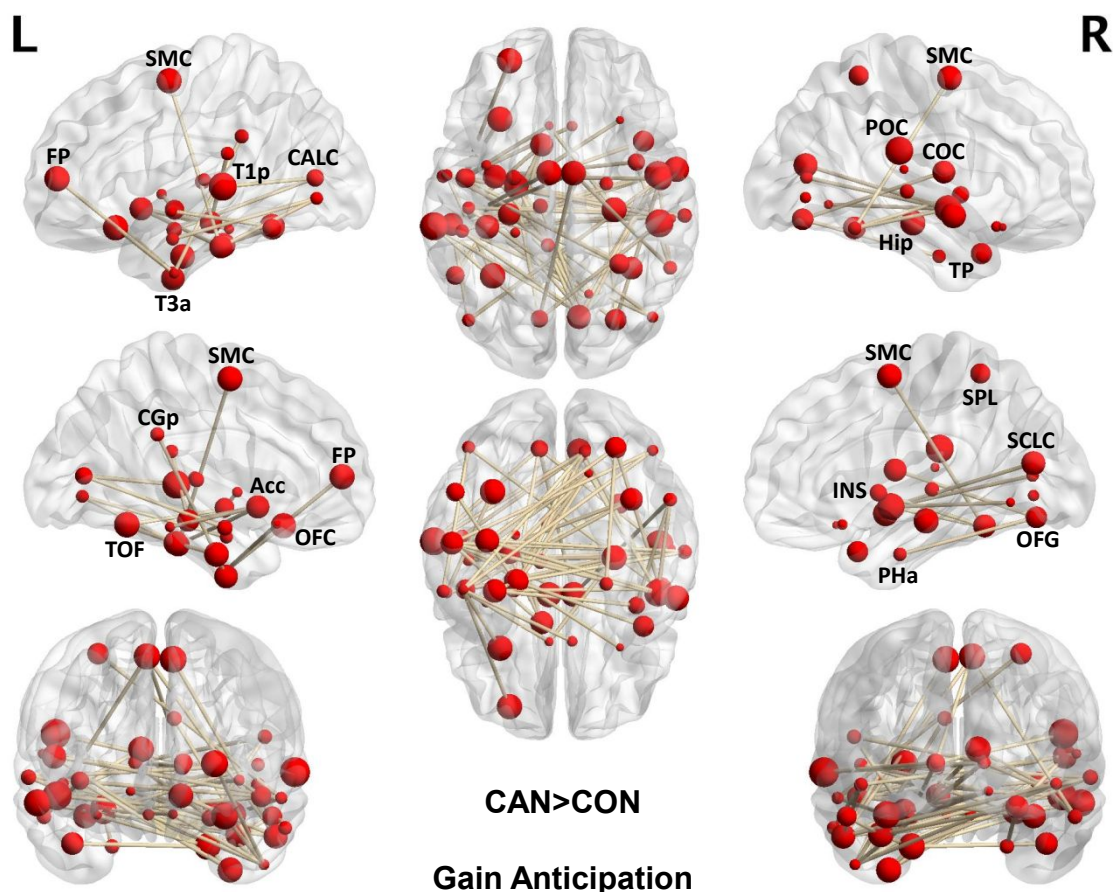 L
R
SMC
FP
T1p
CALC
T3a
SMC
POC
COC
Hip
TP
SMC
CGp
FP
Acc
TOF
OFC
SMC
SPL
SCLC
INS
OFG
PHa
CAN>CON
Gain Anticipation